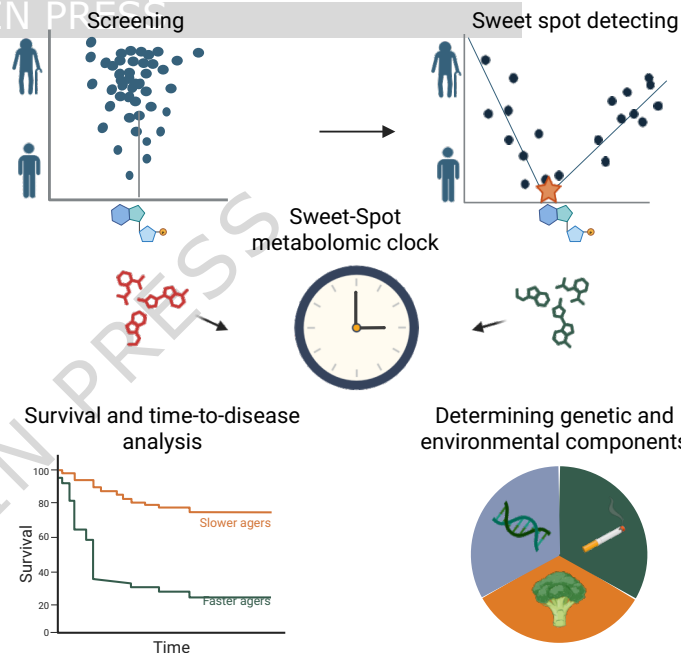 IN PRESS
Screening
Sweet spot detecting
Sweet-Spot
metabolomic clock
IN PRESS
Survival and time-to-disease
analysis
Determining genetic and
environmental components
100
80
60
40
20
0
Survival
Slower agers
Faster agers
Time